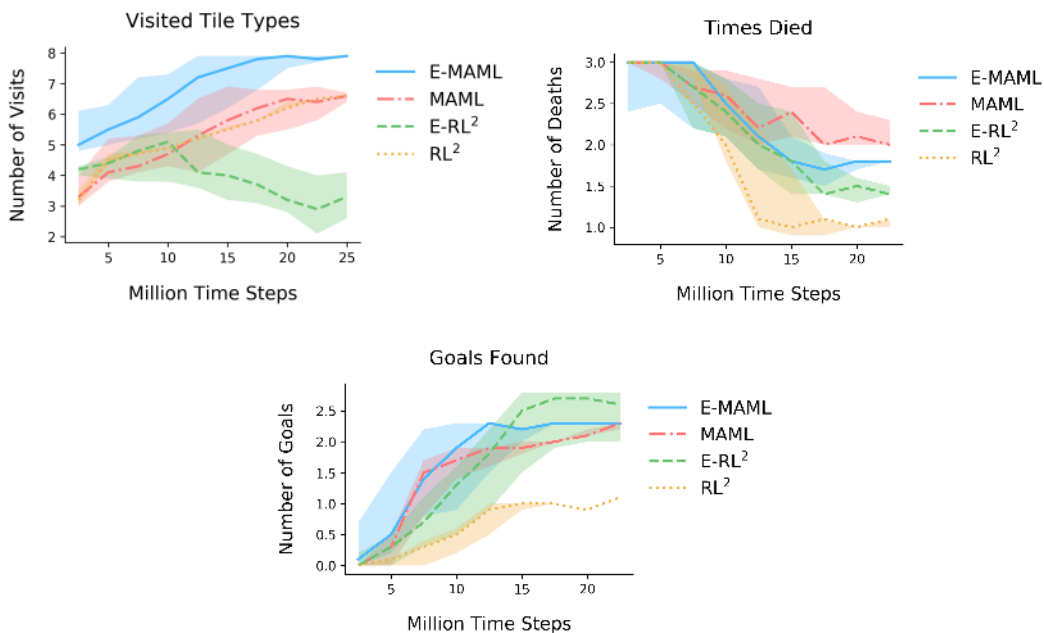 Visited Tile Types
Number of Visits
8
7
6
5
4
3
2
5
10
15
20
25
Million Time Steps
E-MAML
MAML
E-RL²
RL²
Times Died
Number of Deaths
3.0
2.5
2.0
1.5
1.0
5
10
15
20
Million Time Steps
E-MAML
MAML
E-RL²
RL²
Goals Found
Number of Goals
2.5
2.0
1.5
1.0
0.5
0.0
5
10
15
20
Million Time Steps
E-MAML
MAML
E-RL²
RL²